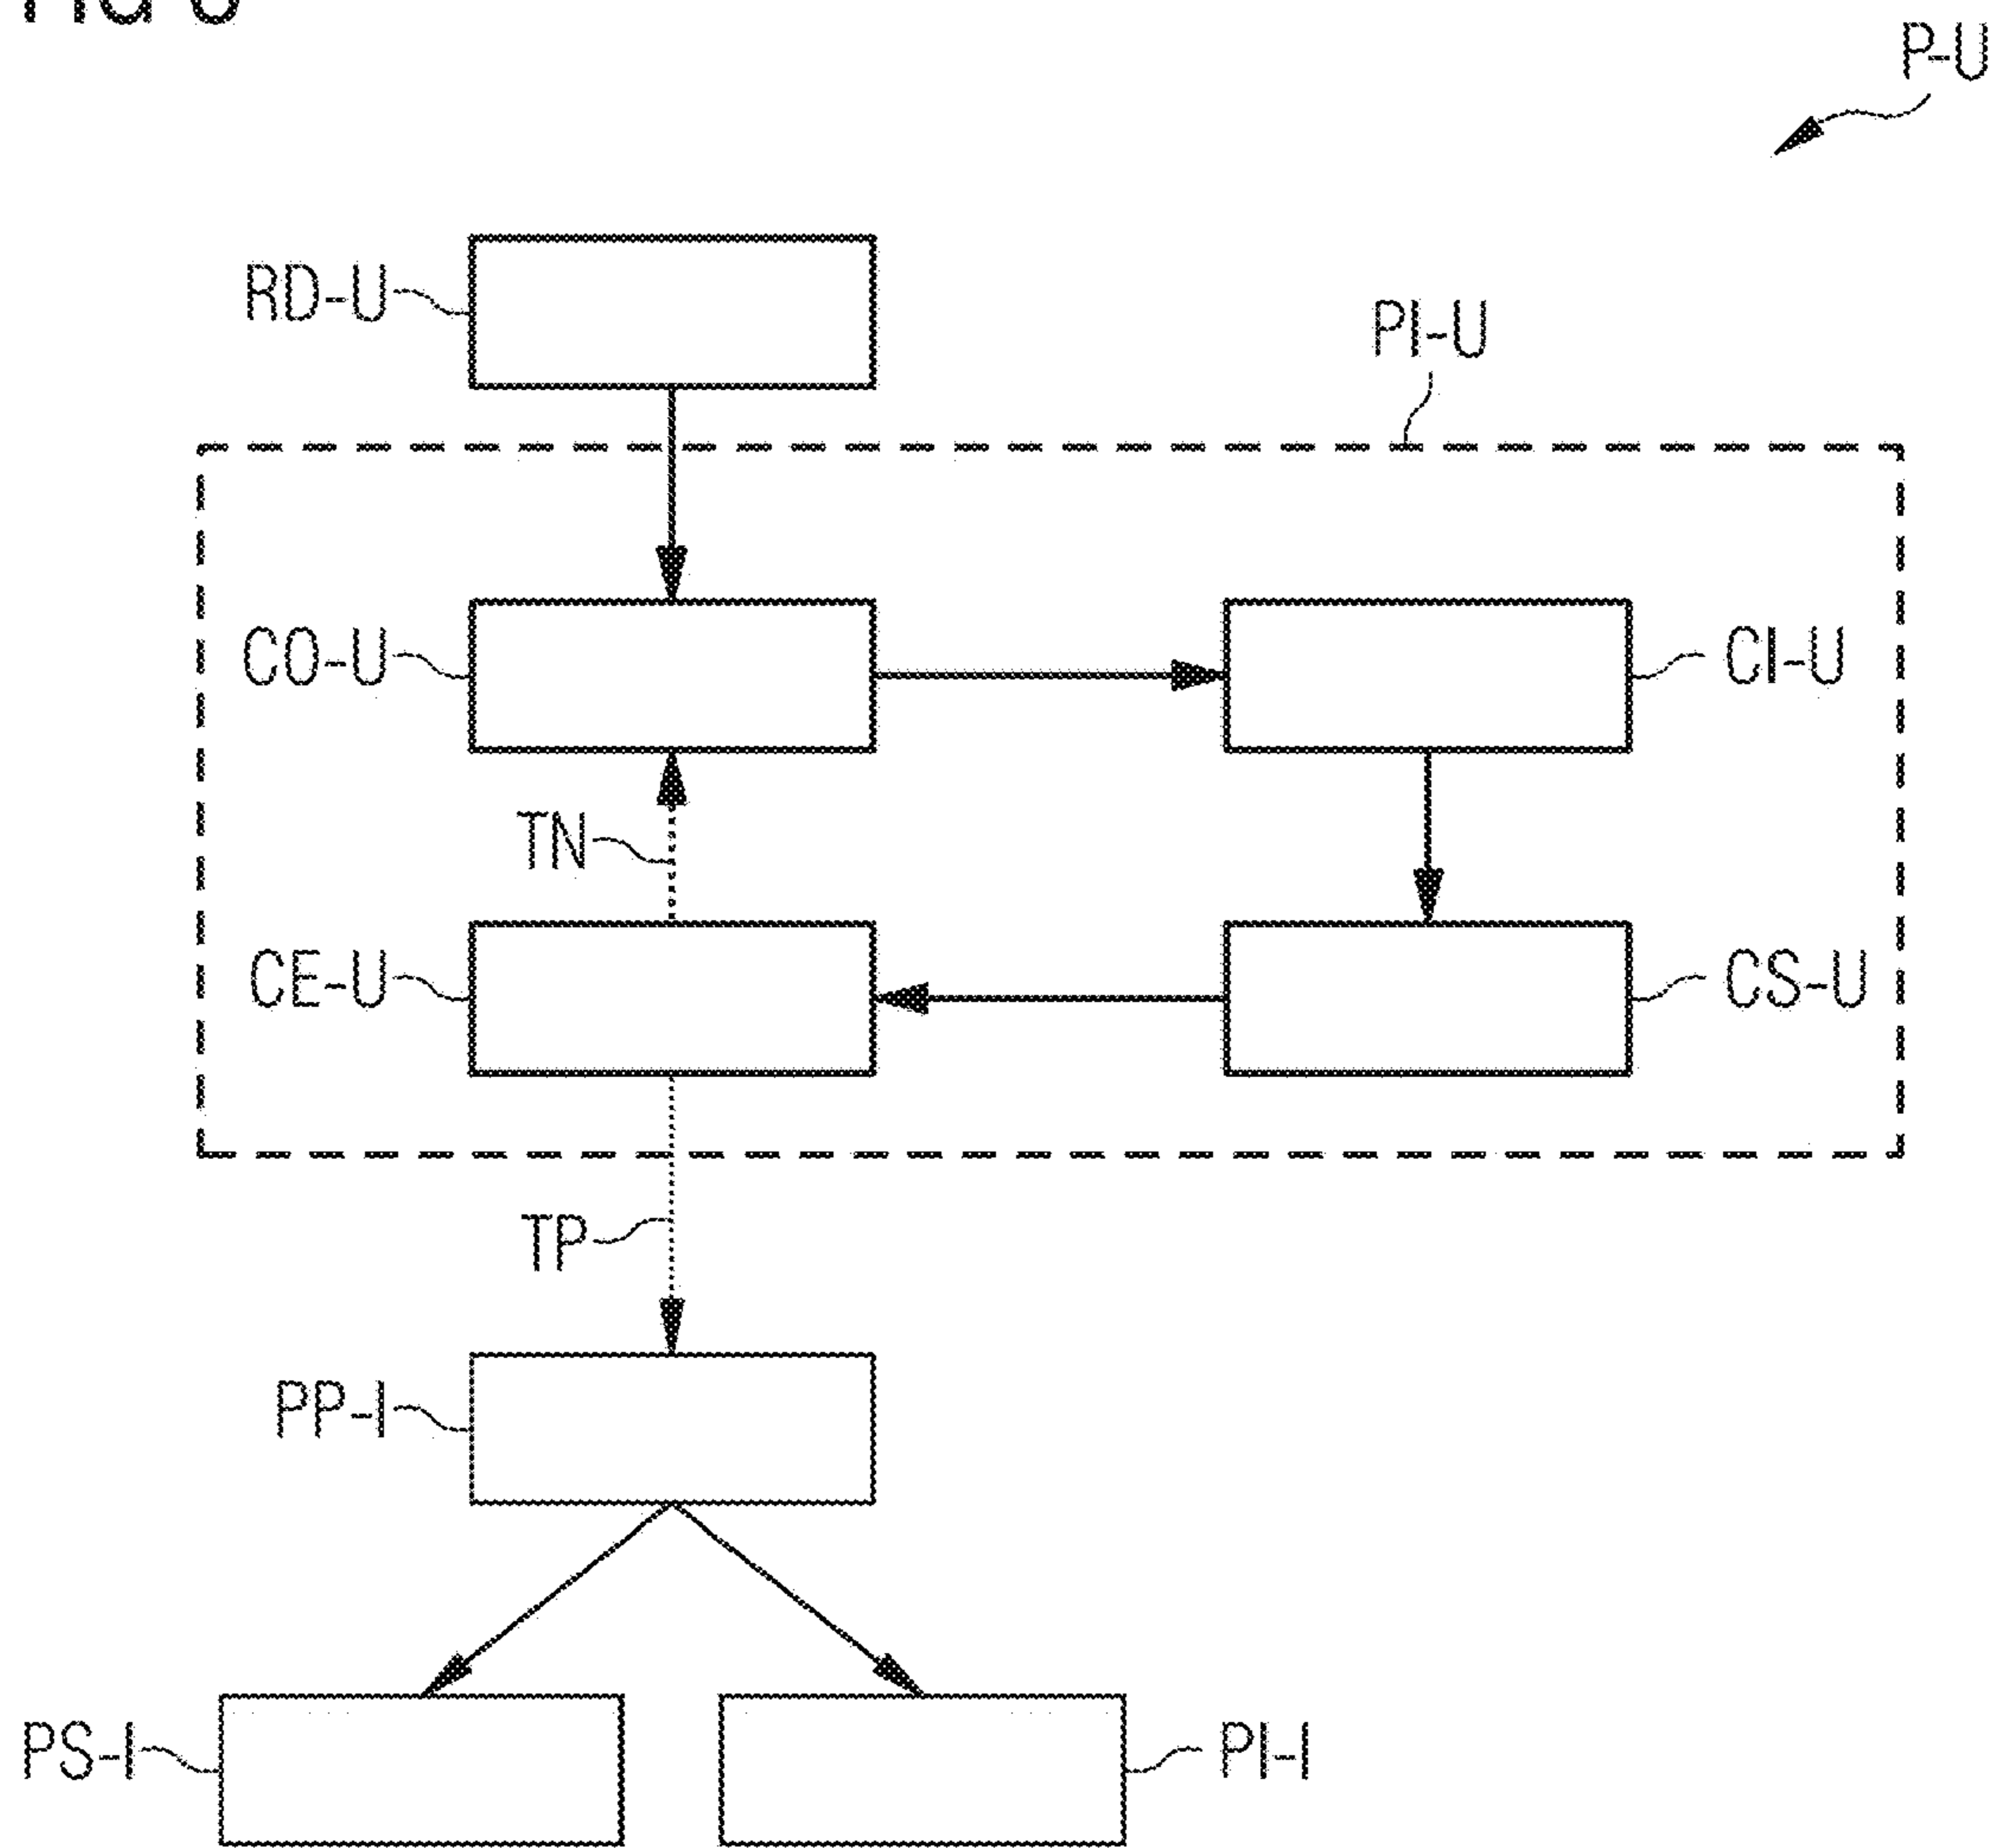 P-U
RD-U
PI-U
CO-U
CI-U
TN
CE-U
CS-U
TP
PP-I
PS-I
PI-I